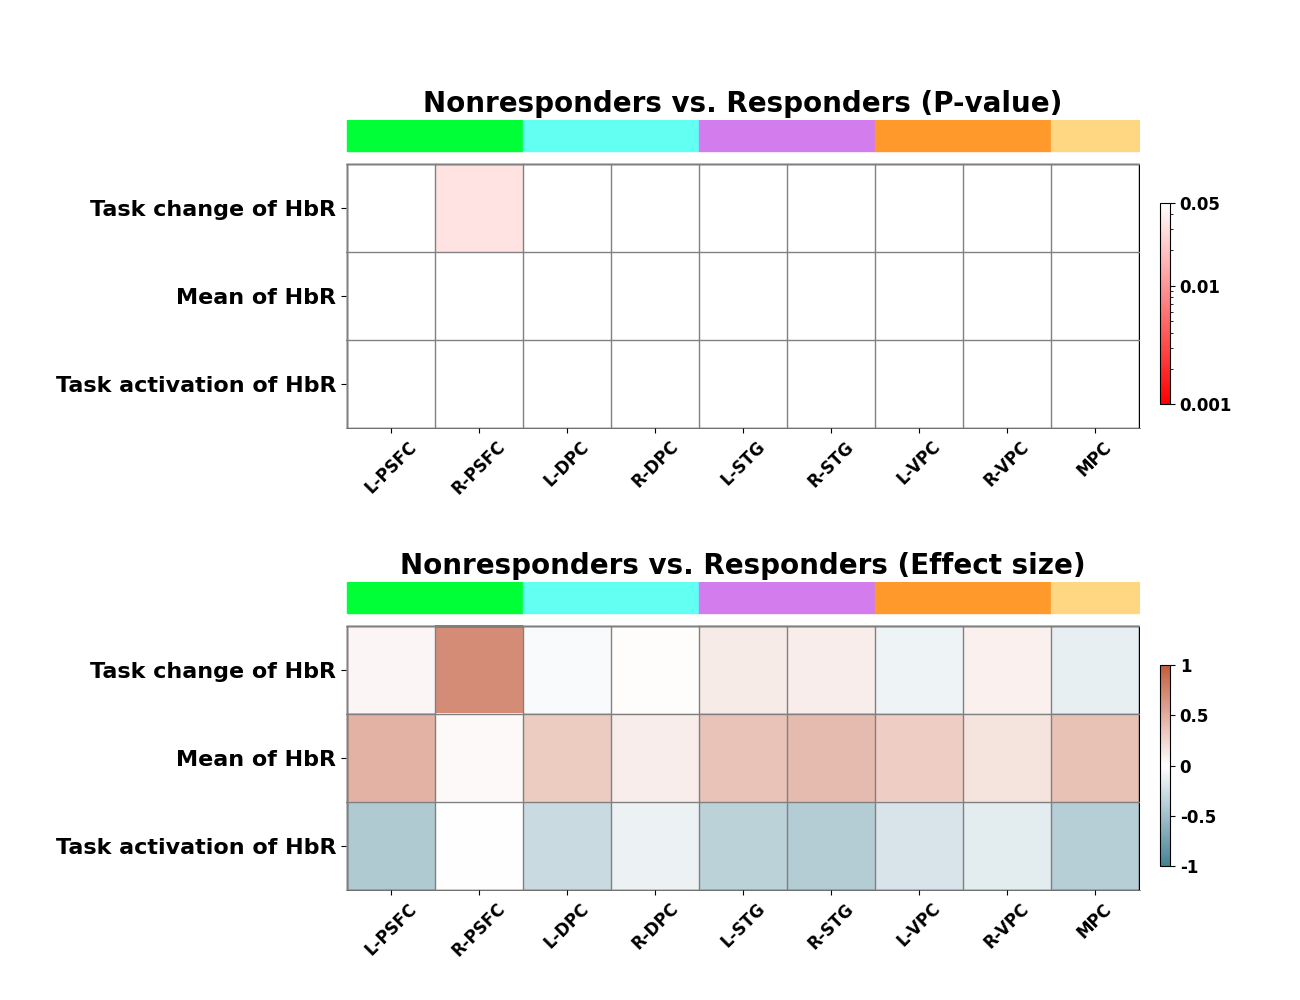 Nonresponders vs. Responders (P-value)
Task change of HbR
Mean of HbR
Task activation of HbR
0.05
0.01
0.001
L-PSFC R-PSFC L-DPC R-DPC L-STG R-STG L-VPC R-VPC MPC
Nonresponders vs. Responders (Effect size)
Task change of HbR
Mean of HbR
Task activation of HbR
1
0.5
0
-0.5
-1
L-PSFC R-PSFC L-DPC R-DPC L-STG R-STG L-VPC R-VPC MPC